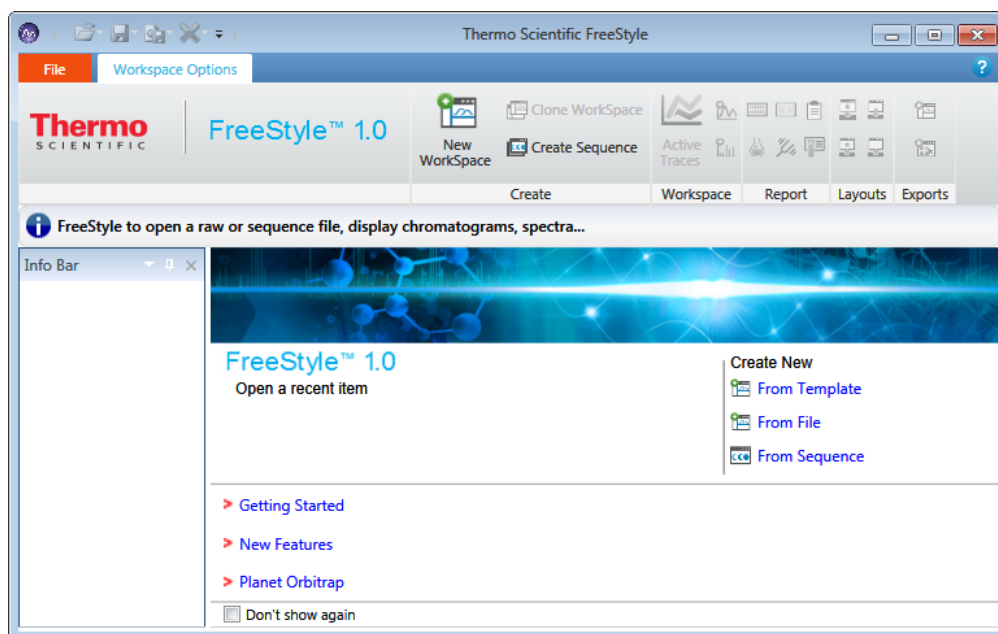 Thermo Scientific FreeStyle
File
Workspace Options
?
Thermo
SCIENTIFIC
FreeStyle™ 1.0
New
WorkSpace
Clone WorkSpace
Create Sequence
Active
Traces
Create
Workspace
Report
Layouts
Exports
FreeStyle to open a raw or sequence file, display chromatograms, spectra...
Info Bar
FreeStyle™ 1.0
Open a recent item
Create New
From Template
From File
From Sequence
> Getting Started
> New Features
> Planet Orbitrap
Don't show again